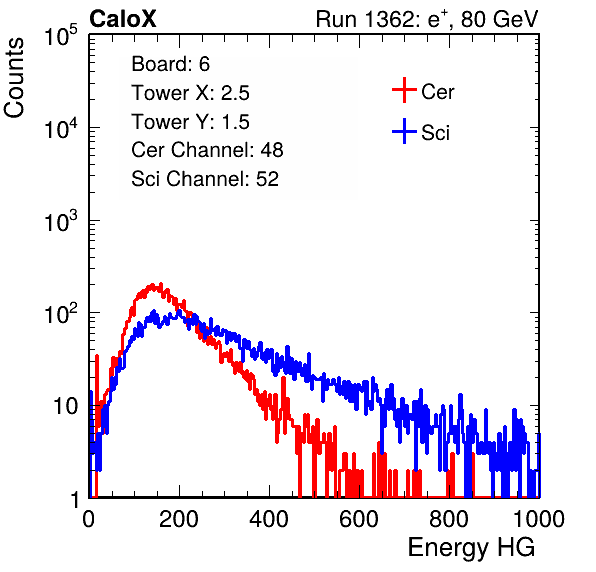 CaloX Run 1362: e⁺, 80 GeV
Counts
10⁵
10⁴
10³
10²
10
1
Board: 6
Tower X: 2.5
Tower Y: 1.5
Cer Channel: 48
Sci Channel: 52
Cer
Sci
0 200 400 600 800 1000
Energy HG